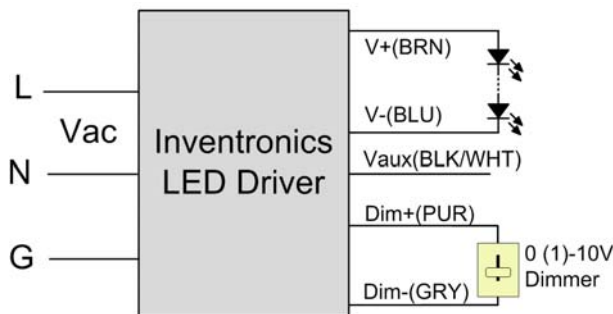 L
Vac
N
G
Inventronics
LED Driver
V+(BRN)
V-(BLU)
Vaux(BLK/WHT)
Dim+(PUR)
Dim-(GRY)
0 (1)-10V
Dimmer